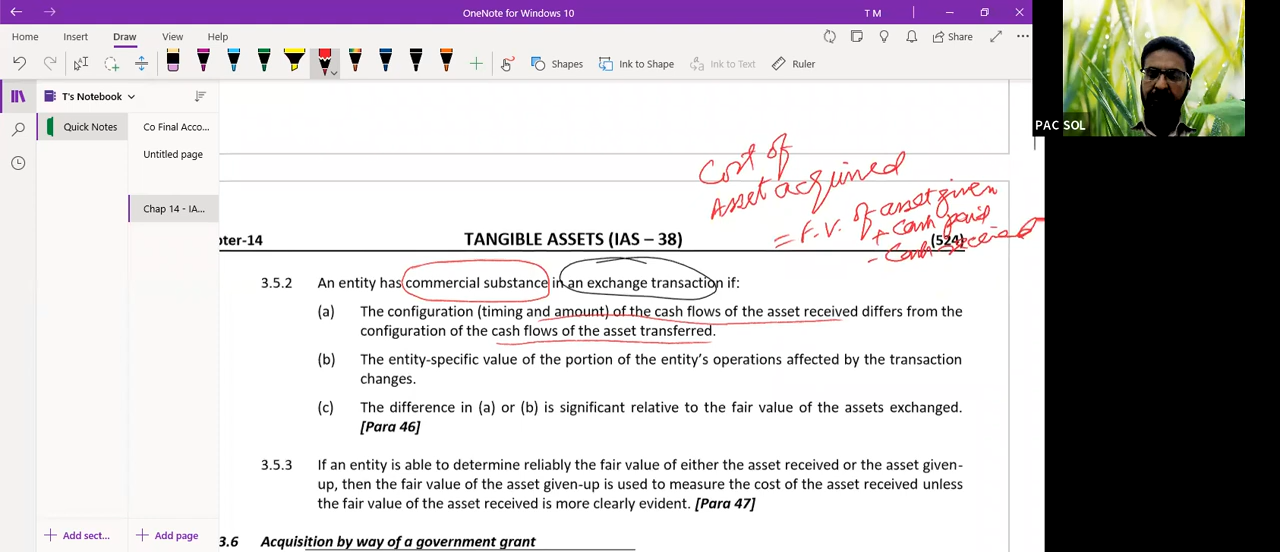 OneNote for Windows 10
T M
Home Insert Draw View Help
Share
Shapes Ink to Shape Ink to Text Ruler
T's Notebook
Quick Notes
Co Final Acco...
Untitled page
Chap 14 - IA...
Add sect...
Add page
PAC SOL
Cost of
Asset acquired
= F.V. of asset given
+ Cash paid
- Cash received
pter-14 TANGIBLE ASSETS (IAS – 38) (524)
3.5.2 An entity has commercial substance in an exchange transaction if:
(a) The configuration (timing and amount) of the cash flows of the asset received differs from the
configuration of the cash flows of the asset transferred.
(b) The entity-specific value of the portion of the entity's operations affected by the transaction
changes.
(c) The difference in (a) or (b) is significant relative to the fair value of the assets exchanged.
[Para 46]
3.5.3 If an entity is able to determine reliably the fair value of either the asset received or the asset given-
up, then the fair value of the asset given-up is used to measure the cost of the asset received unless
the fair value of the asset received is more clearly evident. [Para 47]
3.6 Acquisition by way of a government grant